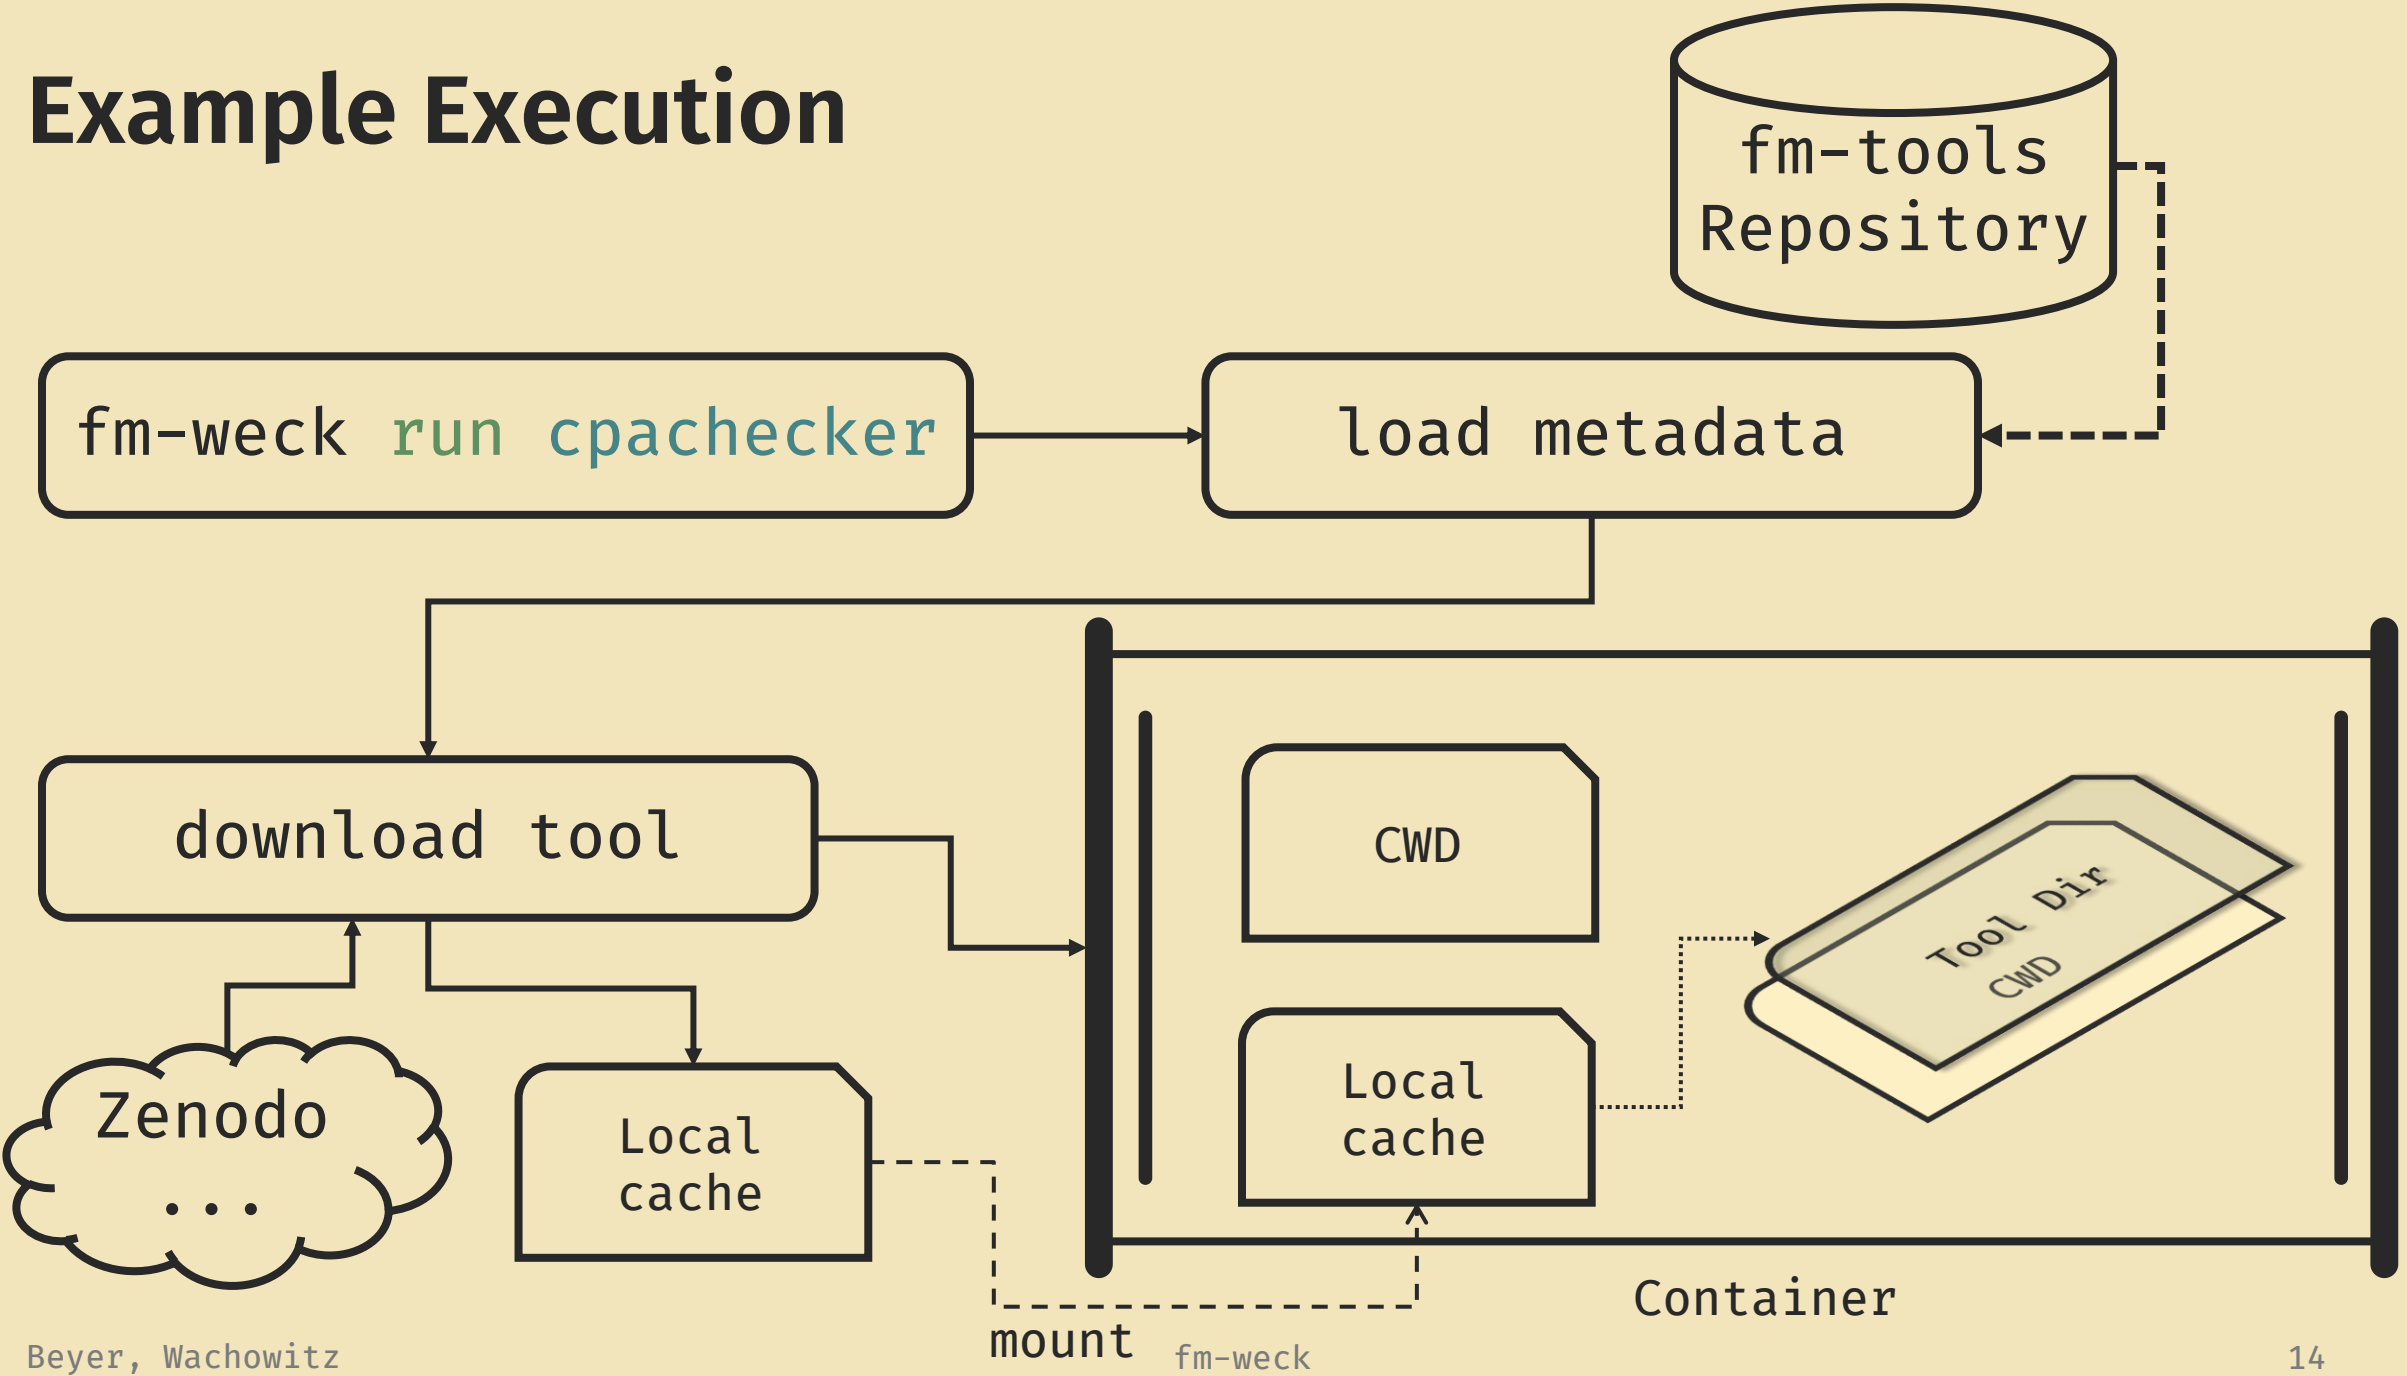 Example Execution
fm-tools
Repository
fm-weck run cpachecker
load metadata
download tool
CWD
Tool Dir
CWD
Zenodo
...
Local
cache
Local
cache
Container
mount
Beyer, Wachowitz
fm-weck
14